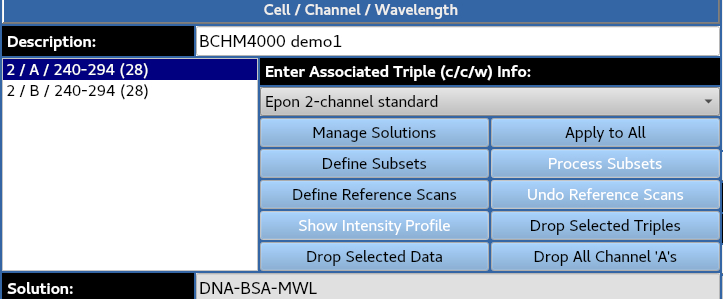 Cell / Channel / Wavelength
Description: BCHM4000 demo1
2 / A / 240-294 (28)
2 / B / 240-294 (28)
Enter Associated Triple (c/c/w) Info:
Epon 2-channel standard
Manage Solutions Apply to All
Define Subsets Process Subsets
Define Reference Scans Undo Reference Scans
Show Intensity Profile Drop Selected Triples
Drop Selected Data Drop All Channel 'A's
Solution: DNA-BSA-MWL